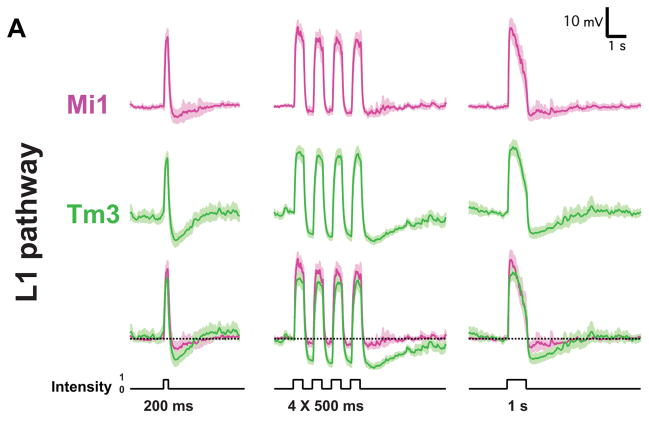 A
10 mV
1 s
Mi1
L1 pathway
Tm3
Intensity
1
0
200 ms
4 X 500 ms
1 s